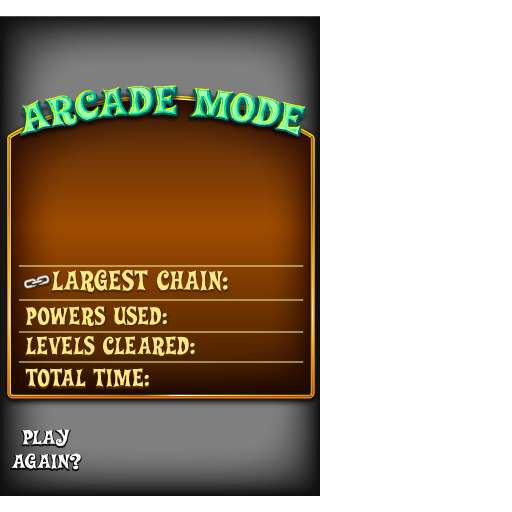 ARCADE MODE
LARGEST CHAIN:
POWERS USED:
LEVELS CLEARED:
TOTAL TIME:
PLAY
AGAIN?